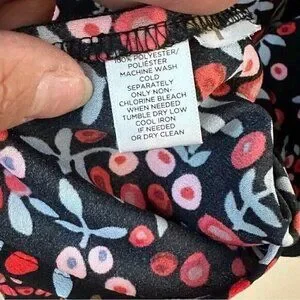 100% POLYESTER/
POLIÉSTER
MACHINE WASH
COLD
SEPARATELY
ONLY NON-
CHLORINE BLEACH
WHEN NEEDED
TUMBLE DRY LOW
COOL IRON
IF NEEDED
OR DRY CLEAN